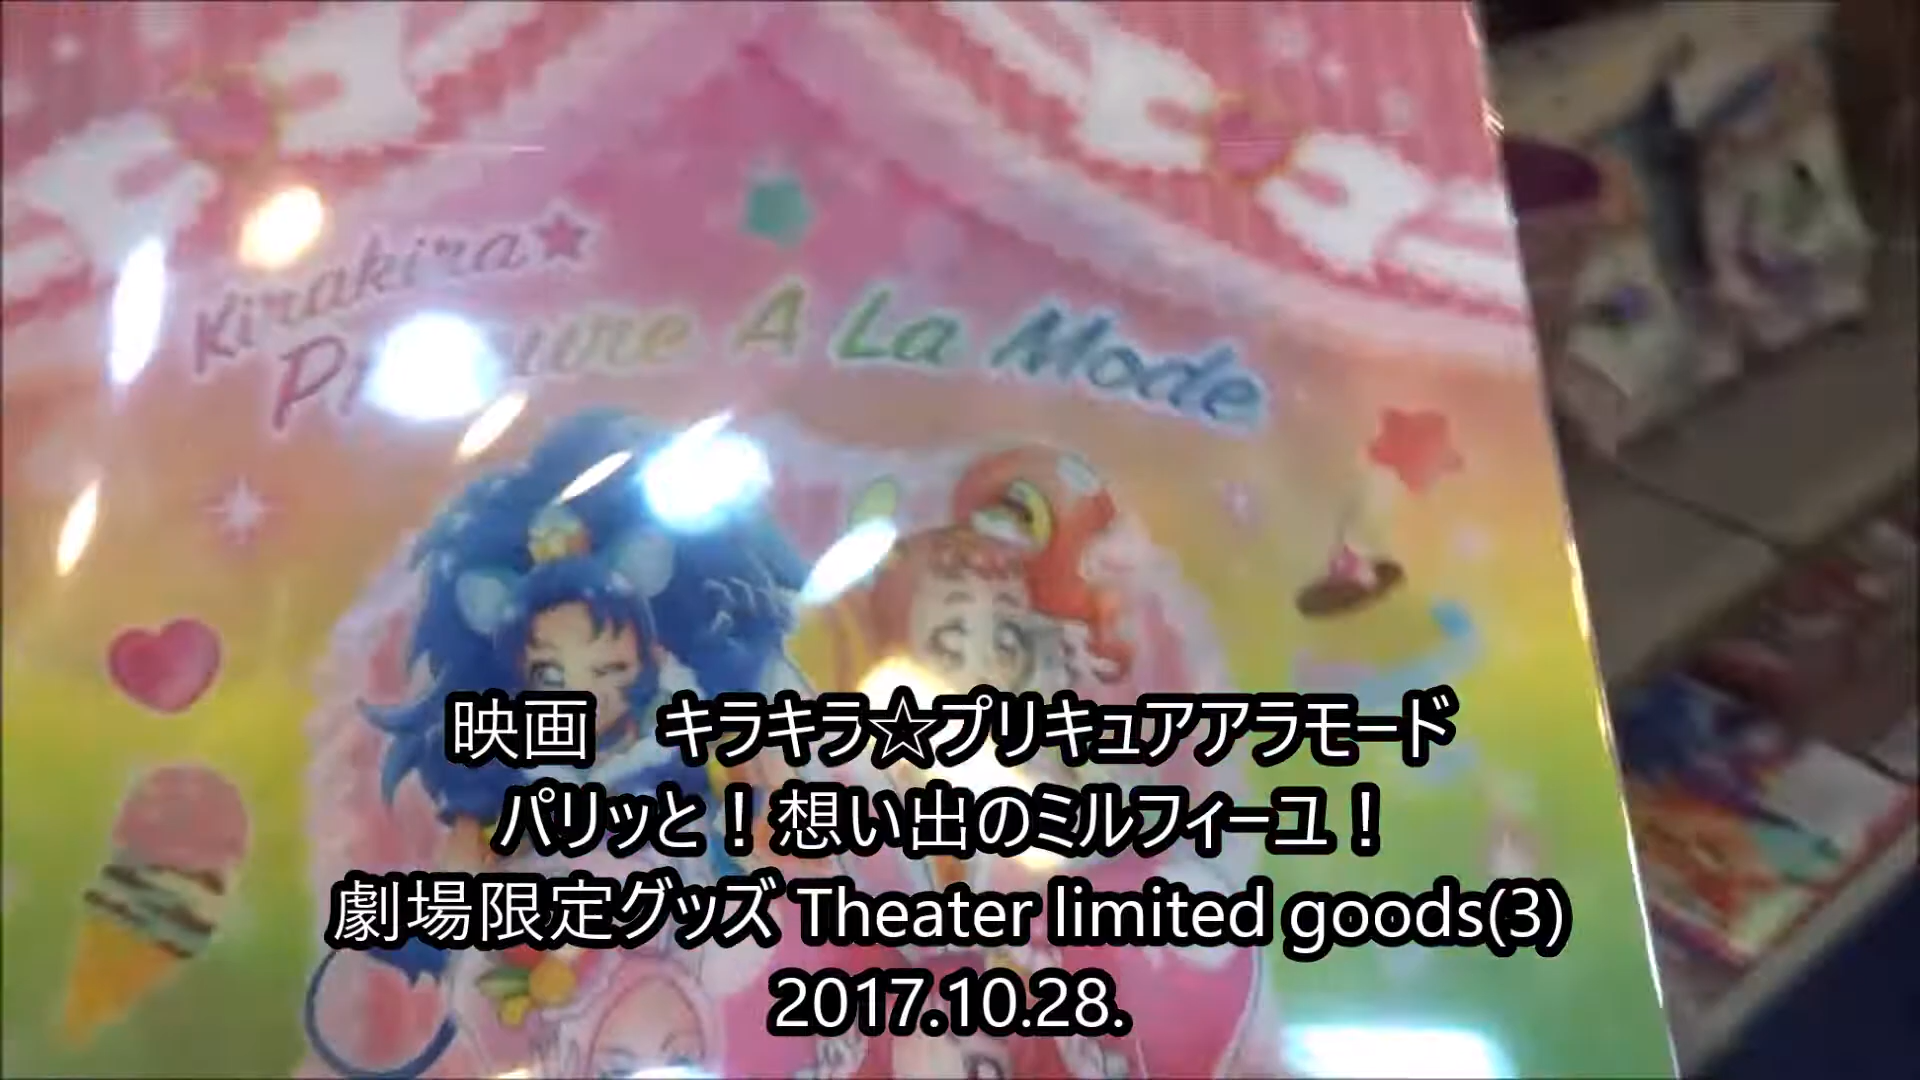 Kirakira★
Precure A La Mode
映画　キラキラ☆プリキュアアラモード
パリッと！想い出のミルフィーユ！
劇場限定グッズ Theater limited goods(3)
2017.10.28.